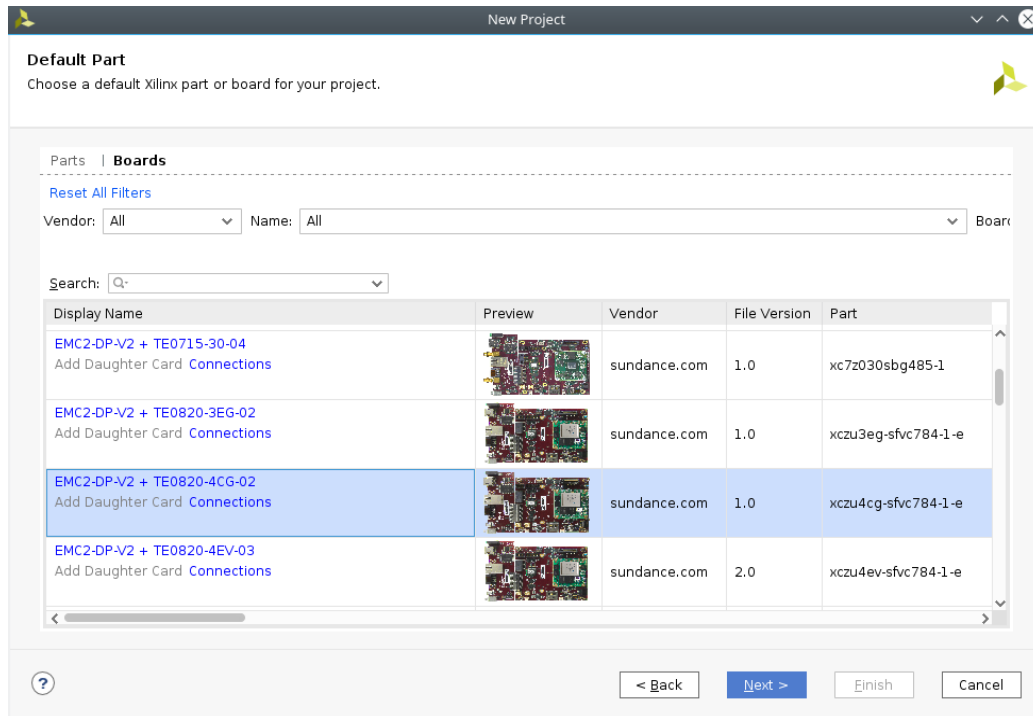 New Project
Default Part
Choose a default Xilinx part or board for your project.
Parts | Boards
Reset All Filters
Vendor: All Name: All Board
Search:
Display Name Preview Vendor File Version Part
EMC2-DP-V2 + TE0715-30-04
Add Daughter Card Connections
sundance.com 1.0 xc7z030sbg485-1
EMC2-DP-V2 + TE0820-3EG-02
Add Daughter Card Connections
sundance.com 1.0 xczu3eg-sfvc784-1-e
EMC2-DP-V2 + TE0820-4CG-02
Add Daughter Card Connections
sundance.com 1.0 xczu4cg-sfvc784-1-e
EMC2-DP-V2 + TE0820-4EV-03
Add Daughter Card Connections
sundance.com 2.0 xczu4ev-sfvc784-1-e
? < Back Next > Finish Cancel